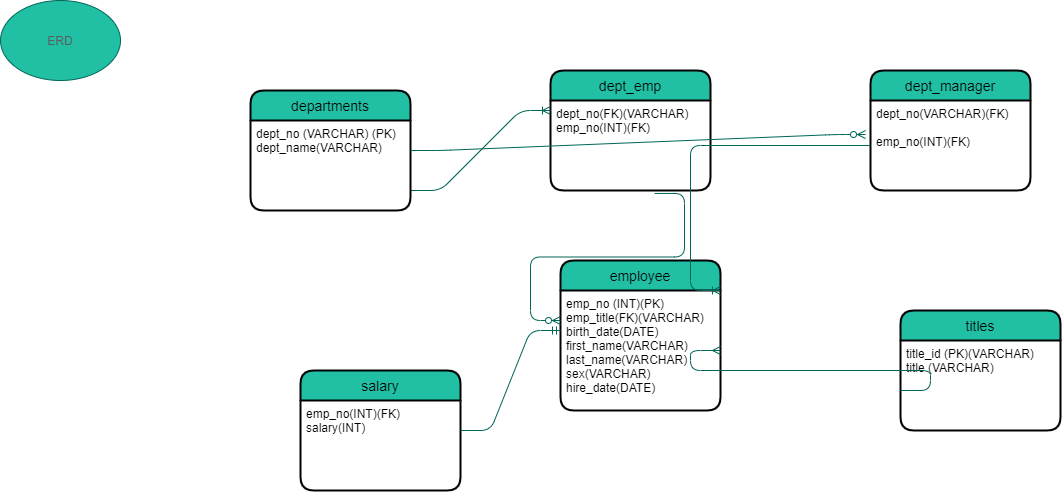 ERD
departments
dept_no (VARCHAR) (PK)
dept_name(VARCHAR)
dept_emp
dept_no(FK)(VARCHAR)
emp_no(INT)(FK)
dept_manager
dept_no(VARCHAR)(FK)
emp_no(INT)(FK)
employee
emp_no (INT)(PK)
emp_title(FK)(VARCHAR)
birth_date(DATE)
first_name(VARCHAR)
last_name(VARCHAR)
sex(VARCHAR)
hire_date(DATE)
titles
title_id (PK)(VARCHAR)
title (VARCHAR)
salary
emp_no(INT)(FK)
salary(INT)